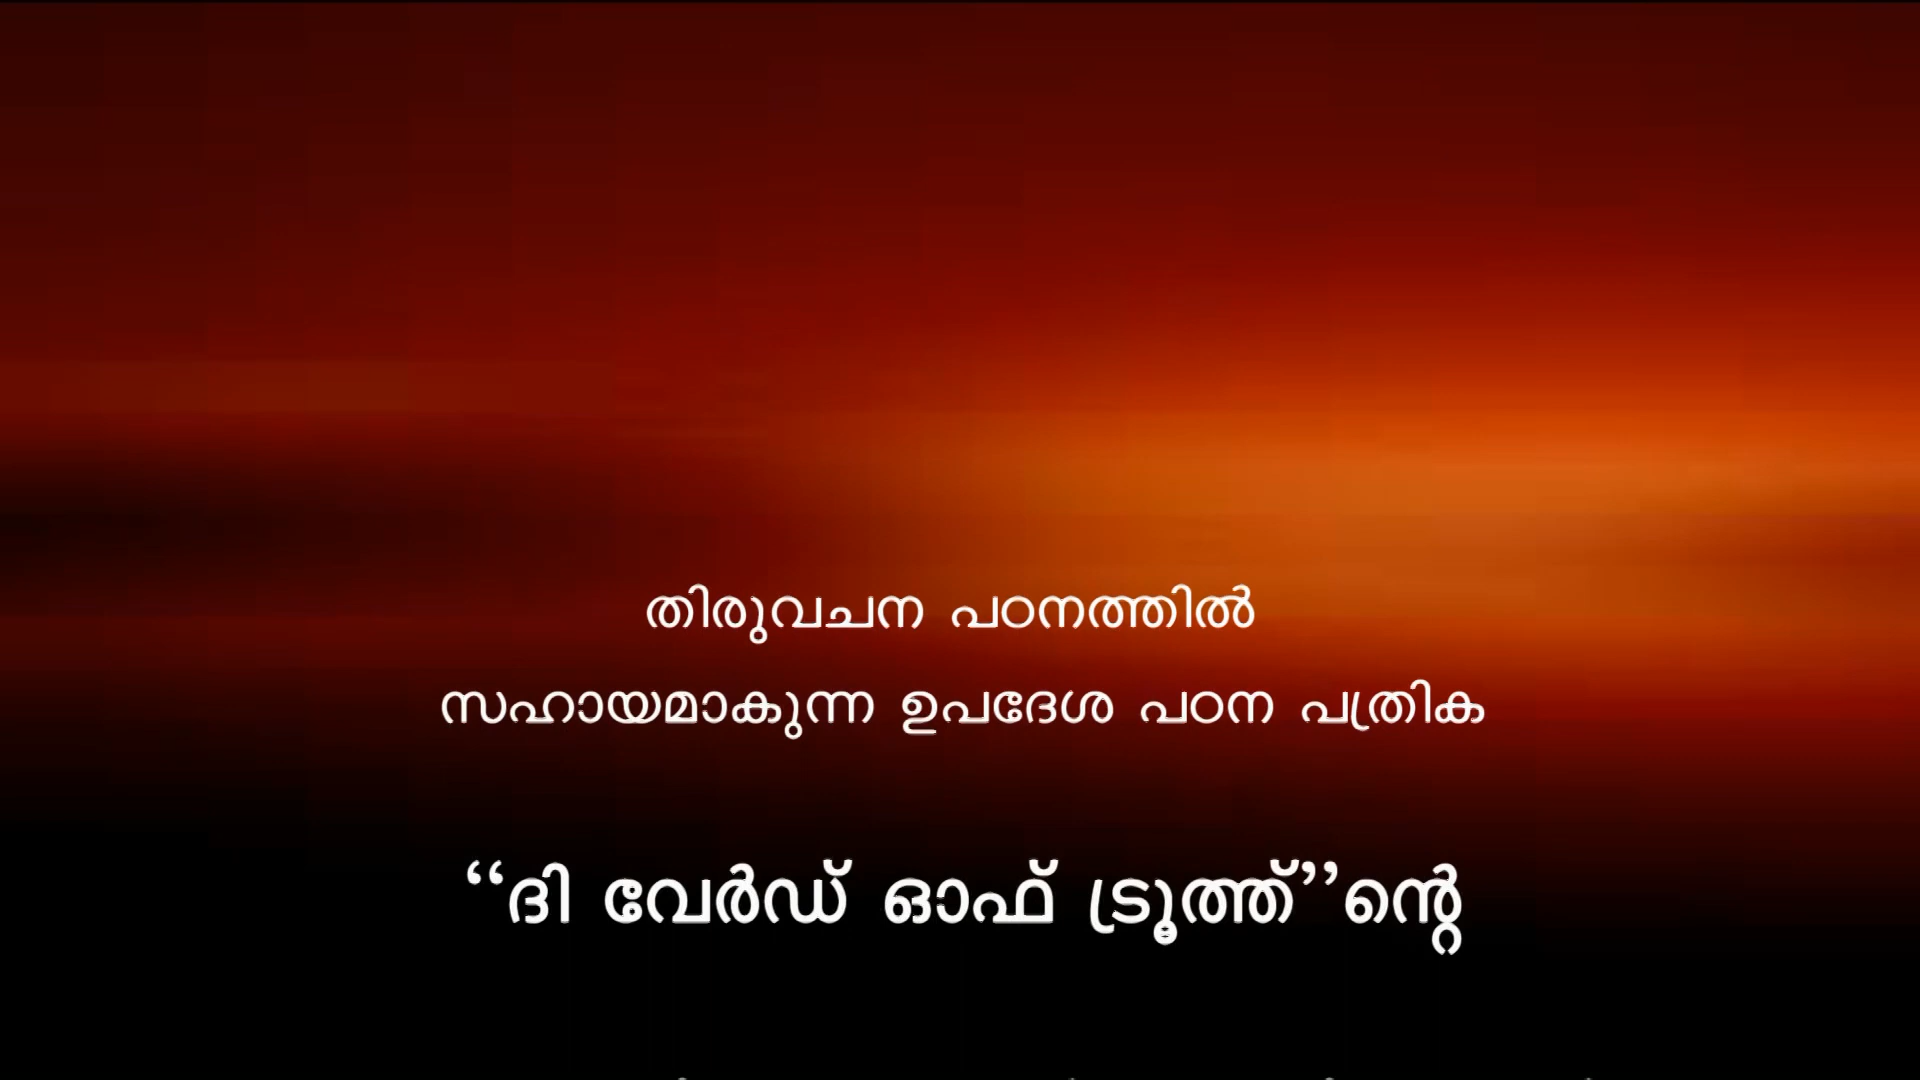 തിരുവചന പഠനത്തിൽ
സഹായമാകുന്ന ഉപദേശ പഠന പത്രിക
“ദി വേർഡ് ഓഫ് ട്രൂത്ത്”ന്റെ